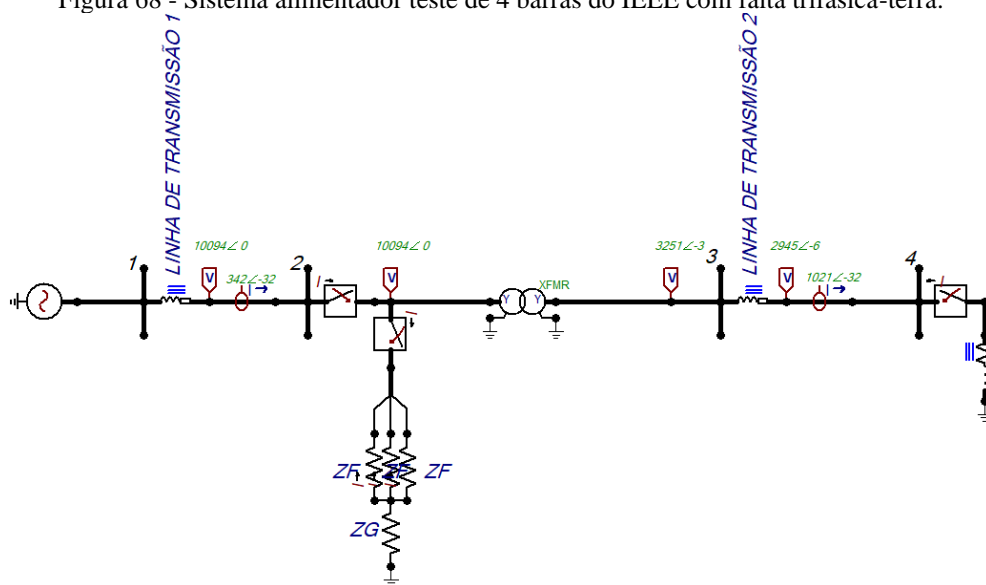 Figura 68 - Sistema alimentador teste de 4 barras do IEEE com falta trifásica-terra.
LINHA DE TRANSMISSÃO 1
LINHA DE TRANSMISSÃO 2
10094∠ 0
10094∠ 0
3251∠-3
2945∠-6
1
342∠-32
I
2
I
3
1021∠-32
I
4
I
V
V
V
V
XFMR
Y
Y
I
ZF
ZF
ZF
I
I
I
ZG